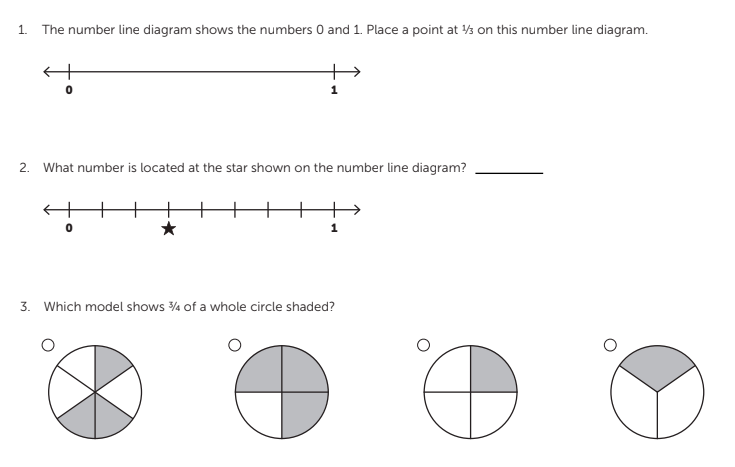 1. The number line diagram shows the numbers 0 and 1. Place a point at ⅓ on this number line diagram.
0 1
2. What number is located at the star shown on the number line diagram? ________
0 1
3. Which model shows ¾ of a whole circle shaded?